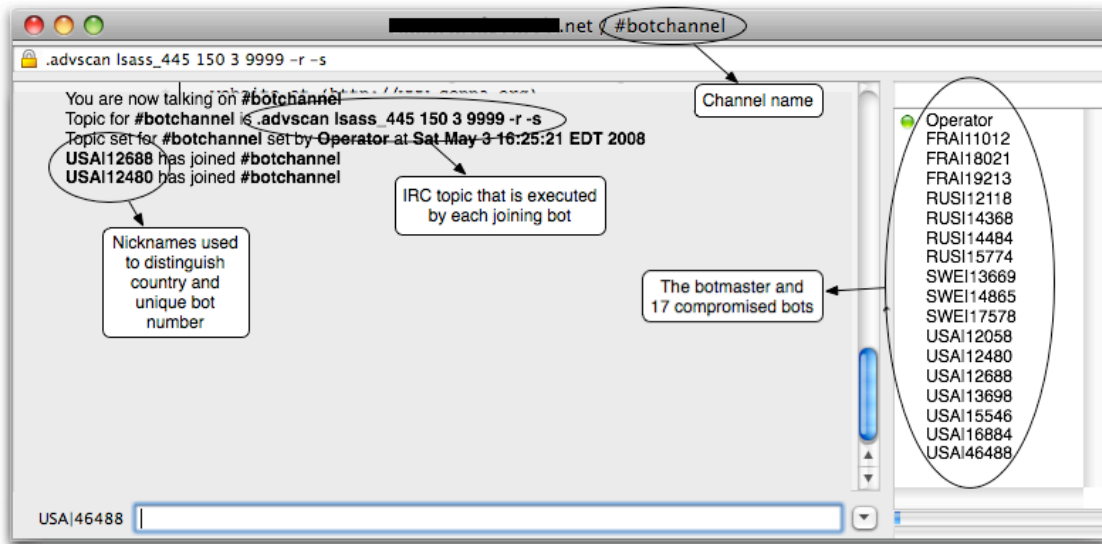 .net / #botchannel
.advscan lsass_445 150 3 9999 -r -s
You are now talking on #botchannel
Topic for #botchannel is .advscan lsass_445 150 3 9999 -r -s
Topic set for #botchannel set by Operator at Sat May 3 16:25:21 EDT 2008
USA|12688 has joined #botchannel
USA|12480 has joined #botchannel
Channel name
IRC topic that is executed
by each joining bot
Nicknames used
to distinguish
country and
unique bot
number
The botmaster and
17 compromised bots
Operator
FRA|11012
FRA|18021
FRA|19213
RUS|12118
RUS|14368
RUS|14484
RUS|15774
SWE|13669
SWE|14865
SWE|17578
USA|12058
USA|12480
USA|12688
USA|13698
USA|15546
USA|16884
USA|46488
USA|46488